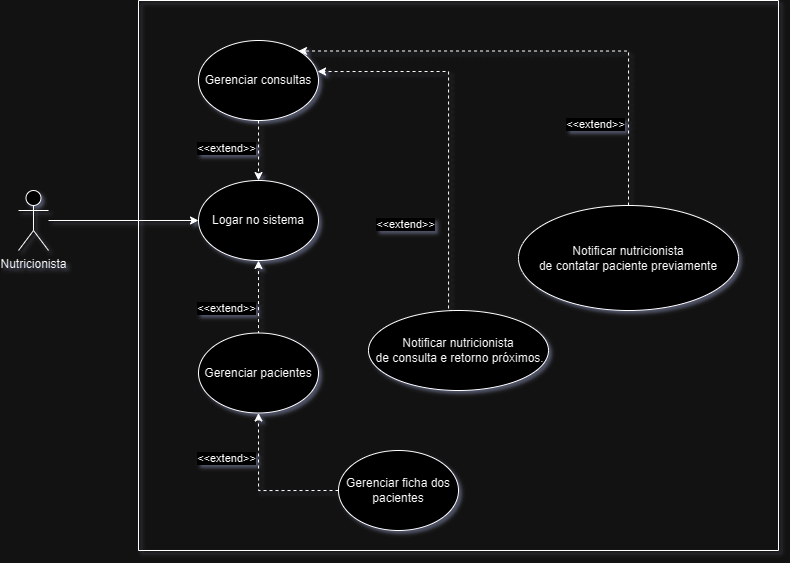 Gerenciar consultas
<<extend>>
<<extend>>
Logar no sistema
<<extend>>
Nutricionista
Notificar nutricionista
de contatar paciente previamente
<<extend>>
Notificar nutricionista
de consulta e retorno próximos.
Gerenciar pacientes
<<extend>>
Gerenciar ficha dos
pacientes